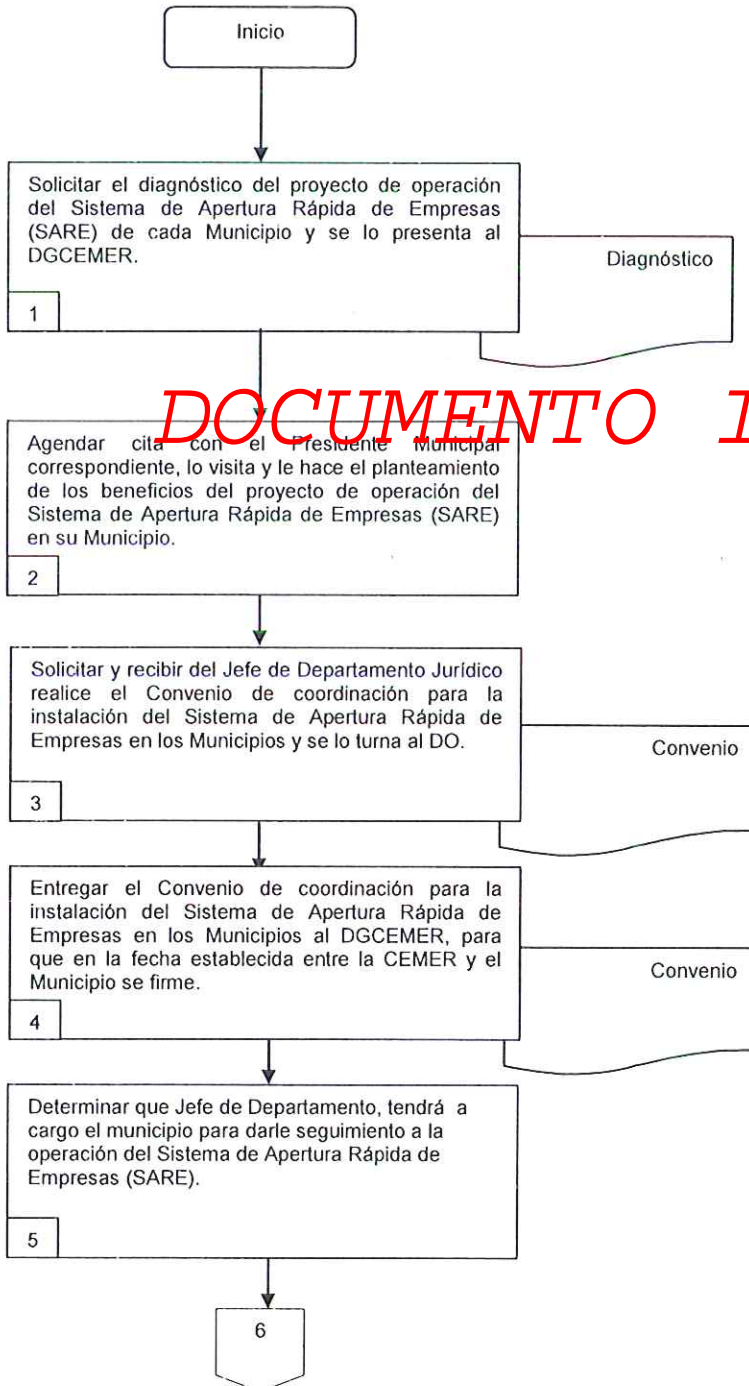 Inicio
Solicitar el diagnóstico del proyecto de operación
del Sistema de Apertura Rápida de Empresas
(SARE) de cada Municipio y se lo presenta al
DGCEMER.
1
Diagnóstico
DOCUMENTO
Agendar cita con el Presidente Municipal
correspondiente, lo visita y le hace el planteamiento
de los beneficios del proyecto de operación del
Sistema de Apertura Rápida de Empresas (SARE)
en su Municipio.
2
Solicitar y recibir del Jefe de Departamento Jurídico
realice el Convenio de coordinación para la
instalación del Sistema de Apertura Rápida de
Empresas en los Municipios y se lo turna al DO.
3
Convenio
Entregar el Convenio de coordinación para la
instalación del Sistema de Apertura Rápida de
Empresas en los Municipios al DGCEMER, para
que en la fecha establecida entre la CEMER y el
Municipio se firme.
4
Convenio
Determinar que Jefe de Departamento, tendrá a
cargo el municipio para darle seguimiento a la
operación del Sistema de Apertura Rápida de
Empresas (SARE).
5
6